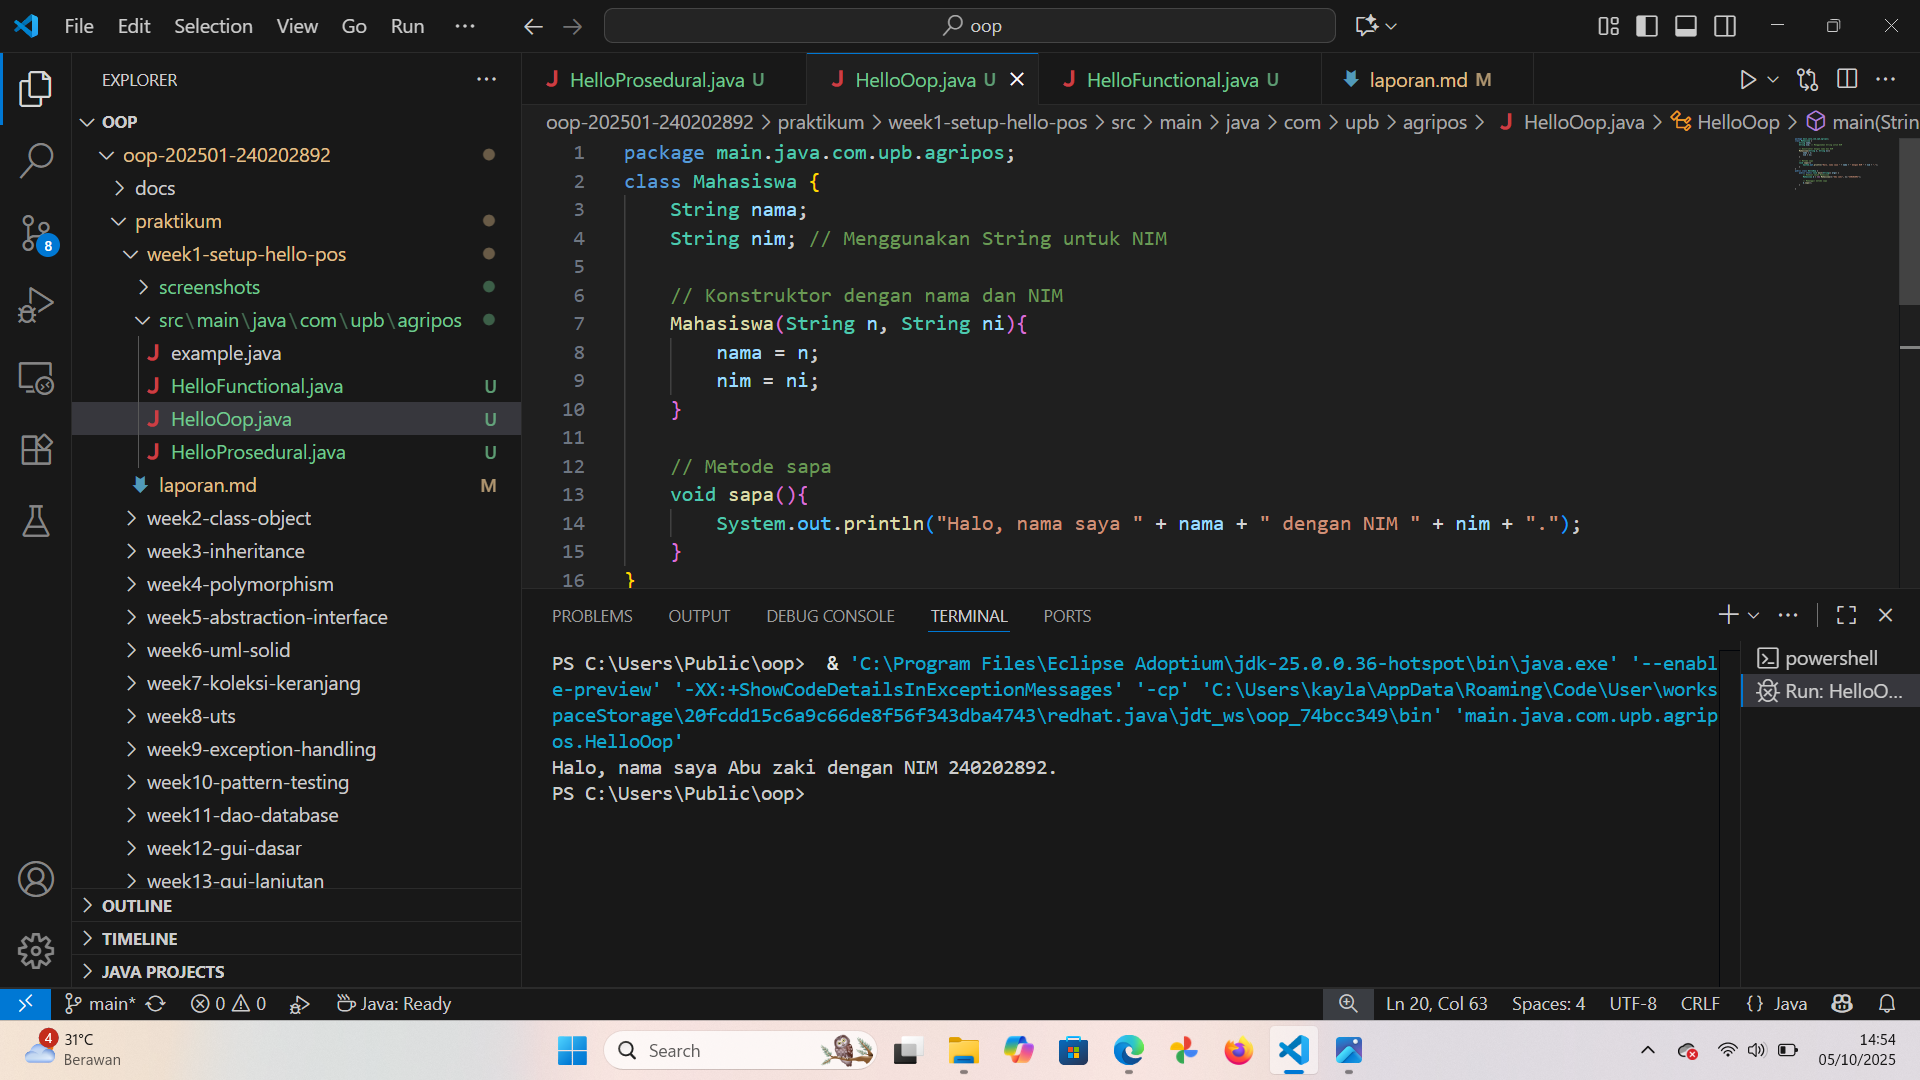 File Edit Selection View Go Run
oop
EXPLORER
OOP
oop-202501-240202892
docs
praktikum
week1-setup-hello-pos
screenshots
src\main\java\com\upb\agripos
example.java
HelloFunctional.java U
HelloOop.java U
HelloProsedural.java U
laporan.md M
week2-class-object
week3-inheritance
week4-polymorphism
week5-abstraction-interface
week6-uml-solid
week7-koleksi-keranjang
week8-uts
week9-exception-handling
week10-pattern-testing
week11-dao-database
week12-gui-dasar
week13-gui-lanjutan
OUTLINE
TIMELINE
JAVA PROJECTS
8
HelloProsedural.java U HelloOop.java U HelloFunctional.java U laporan.md M
oop-202501-240202892 > praktikum > week1-setup-hello-pos > src > main > java > com > upb > agripos > HelloOop.java > HelloOop > main(Strin
1 package main.java.com.upb.agripos;
2 class Mahasiswa {
3 String nama;
4 String nim; // Menggunakan String untuk NIM
5
6 // Konstruktor dengan nama dan NIM
7 Mahasiswa(String n, String ni){
8 nama = n;
9 nim = ni;
10 }
11
12 // Metode sapa
13 void sapa(){
14 System.out.println("Halo, nama saya " + nama + " dengan NIM " + nim + ".");
15 }
16 }
PROBLEMS OUTPUT DEBUG CONSOLE TERMINAL PORTS
PS C:\Users\Public\oop>  & 'C:\Program Files\Eclipse Adoptium\jdk-25.0.0.36-hotspot\bin\java.exe' '--enabl
e-preview' '-XX:+ShowCodeDetailsInExceptionMessages' '-cp' 'C:\Users\kayla\AppData\Roaming\Code\User\works
paceStorage\20fcdd15c6a9c66de8f56f343dba4743\redhat.java\jdt_ws\oop_74bcc349\bin' 'main.java.com.upb.agrip
os.HelloOop'
Halo, nama saya Abu zaki dengan NIM 240202892.
PS C:\Users\Public\oop>
powershell
Run: HelloO...
main* 0 0 Java: Ready Ln 20, Col 63 Spaces: 4 UTF-8 CRLF {} Java
4
31°C
Berawan
Search
14:54
05/10/2025